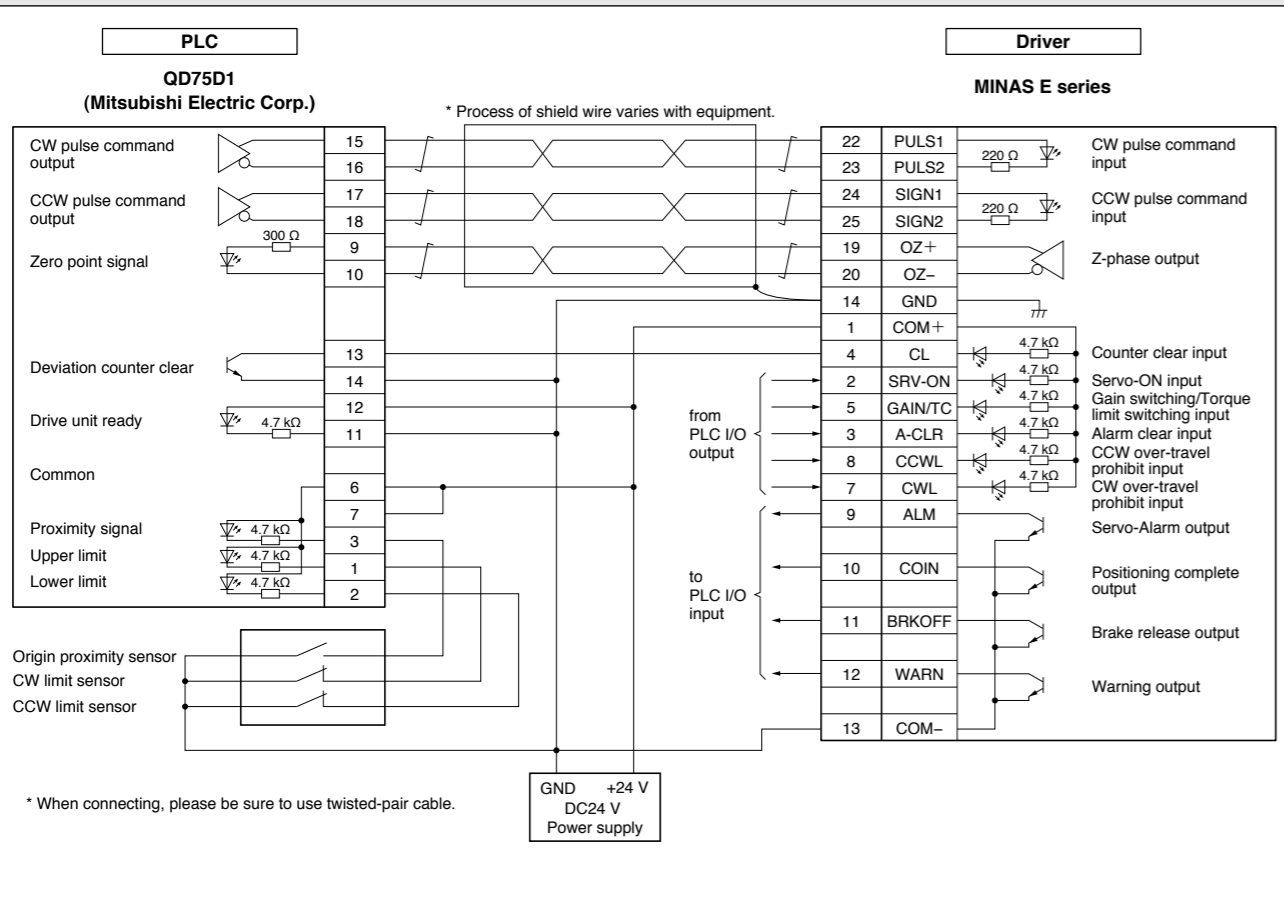 PLC
QD75D1
(Mitsubishi Electric Corp.)
Driver
MINAS E series
* Process of shield wire varies with equipment.
CW pulse command
output
CCW pulse command
output
300 Ω
Zero point signal
Deviation counter clear
Drive unit ready
4.7 kΩ
Common
Proximity signal
4.7 kΩ
Upper limit
4.7 kΩ
Lower limit
4.7 kΩ
15
16
17
18
9
10
13
14
12
11
6
7
3
1
2
Origin proximity sensor
CW limit sensor
CCW limit sensor
from
PLC I/O
output
to
PLC I/O
input
22 PULS1
23 PULS2
24 SIGN1
25 SIGN2
19 OZ+
20 OZ−
14 GND
1 COM+
4 CL
2 SRV-ON
5 GAIN/TC
3 A-CLR
8 CCWL
7 CWL
9 ALM
10 COIN
11 BRKOFF
12 WARN
13 COM−
220 Ω
CW pulse command
input
220 Ω
CCW pulse command
input
Z-phase output
4.7 kΩ
Counter clear input
4.7 kΩ
Servo-ON input
4.7 kΩ
Gain switching/Torque
limit switching input
4.7 kΩ
Alarm clear input
4.7 kΩ
CCW over-travel
prohibit input
4.7 kΩ
CW over-travel
prohibit input
Servo-Alarm output
Positioning complete
output
Brake release output
Warning output
GND +24 V
DC24 V
Power supply
* When connecting, please be sure to use twisted-pair cable.